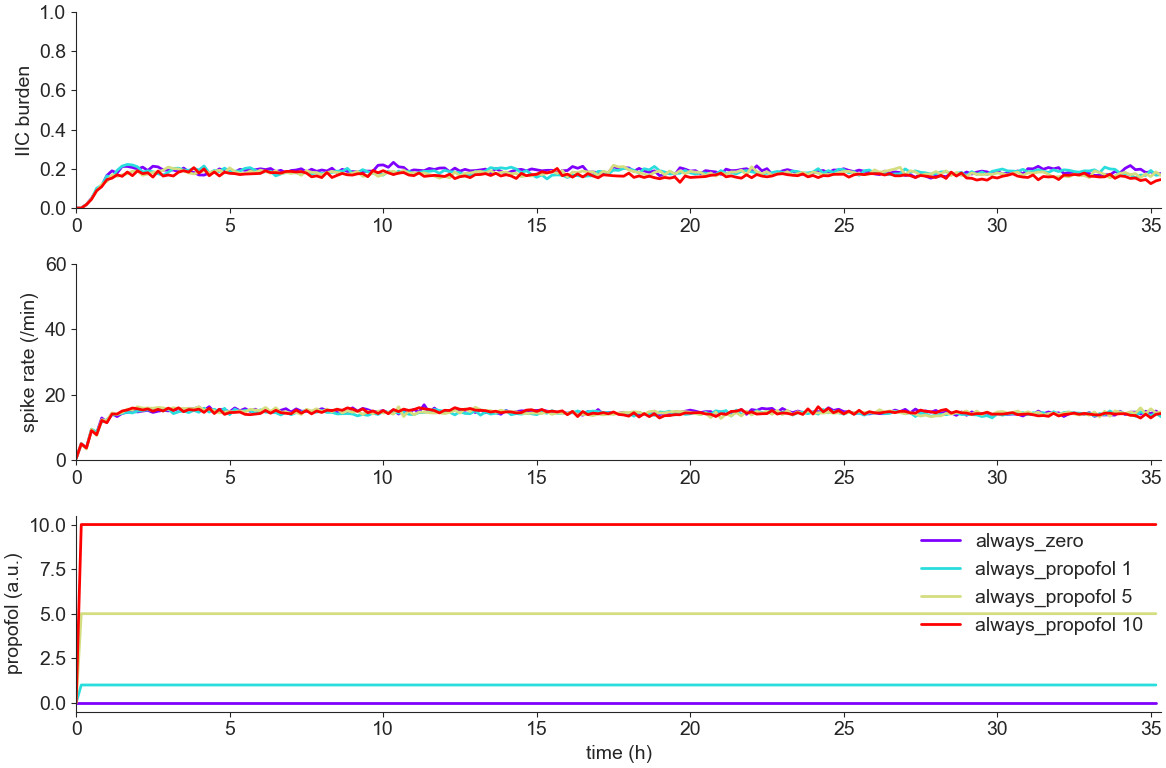 IIC burden
1.0
0.8
0.6
0.4
0.2
0.0
0 5 10 15 20 25 30 35
spike rate (/min)
60
40
20
0
0 5 10 15 20 25 30 35
propofol (a.u.)
10.0
7.5
5.0
2.5
0.0
always_zero
always_propofol 1
always_propofol 5
always_propofol 10
0 5 10 15 20 25 30 35
time (h)